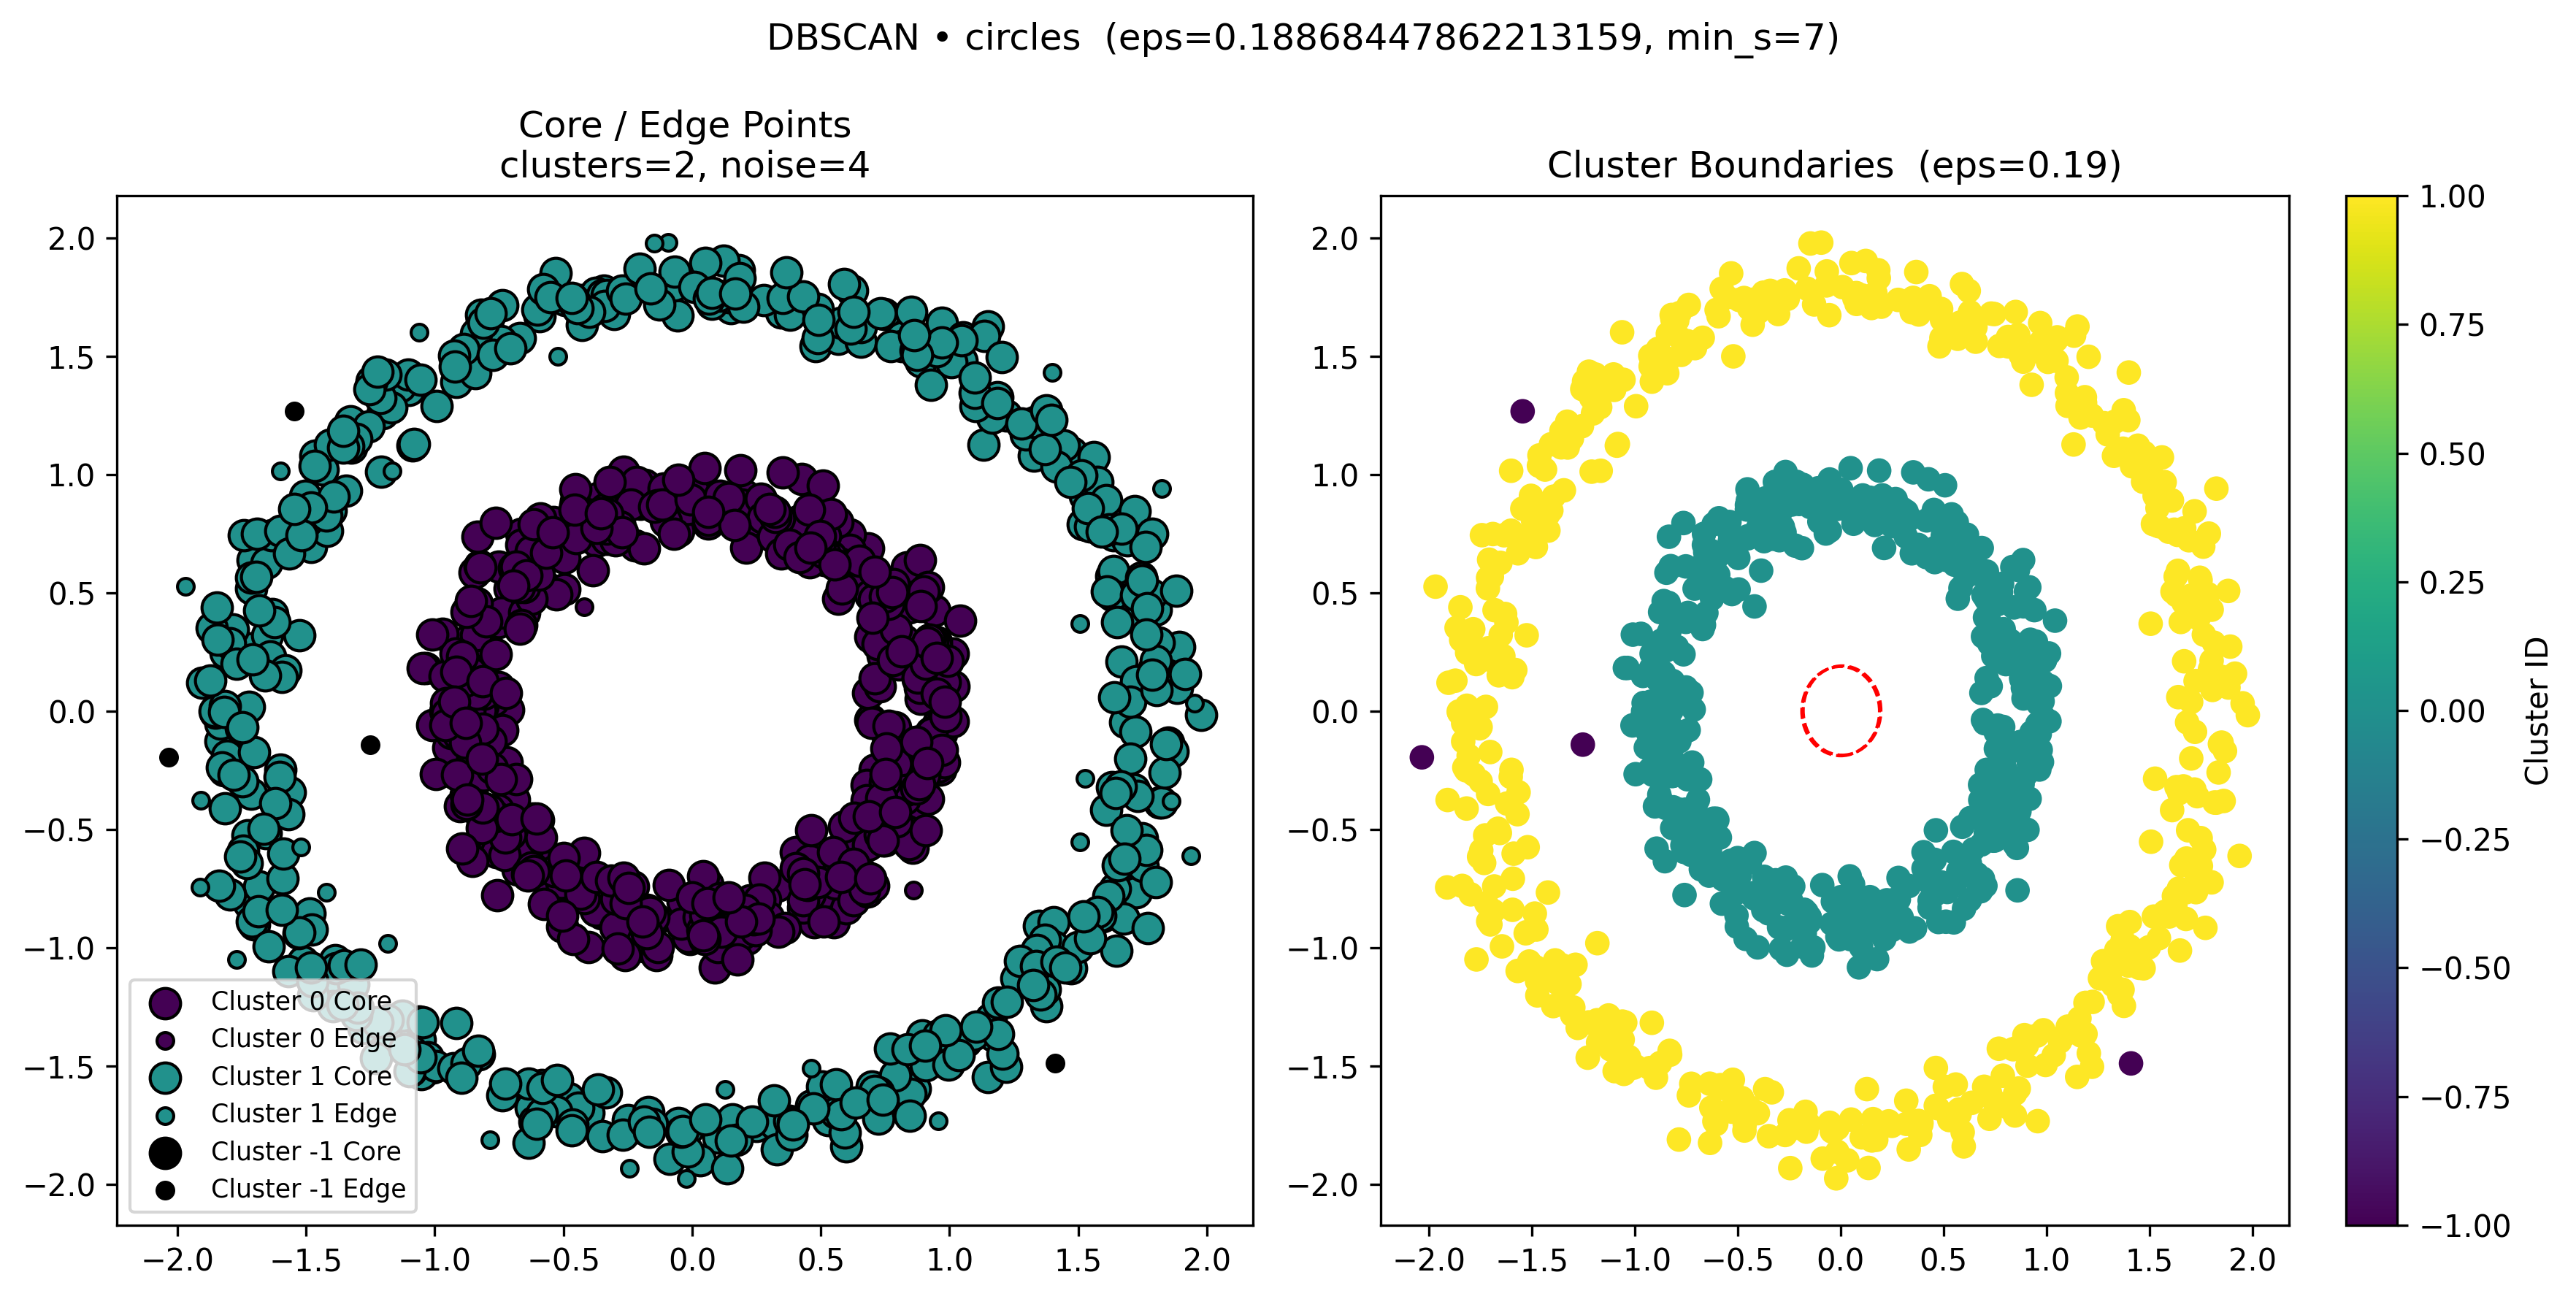 DBSCAN • circles  (eps=0.18868447862213159, min_s=7)
Core / Edge Points
clusters=2, noise=4
2.0
1.5
1.0
0.5
0.0
−0.5
−1.0
−1.5
−2.0
−2.0 −1.5 −1.0 −0.5 0.0 0.5 1.0 1.5 2.0
Cluster 0 Core
Cluster 0 Edge
Cluster 1 Core
Cluster 1 Edge
Cluster -1 Core
Cluster -1 Edge
Cluster Boundaries  (eps=0.19)
2.0
1.5
1.0
0.5
0.0
−0.5
−1.0
−1.5
−2.0
−2.0 −1.5 −1.0 −0.5 0.0 0.5 1.0 1.5 2.0
1.00
0.75
0.50
0.25
0.00
−0.25
−0.50
−0.75
−1.00
Cluster ID